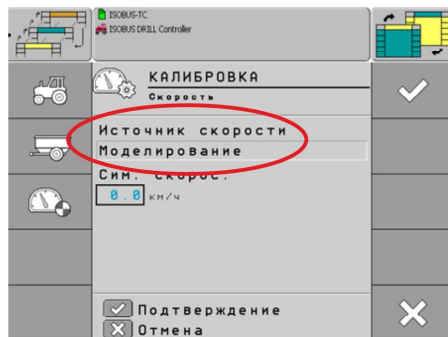 ISOBUS-TC
ISOBUS DRILL Controller
КАЛИБРОВКА
Скорость
Источник скорости
Моделирование
Сим. скорос.
0.0 км/ч
Подтверждение
Отмена